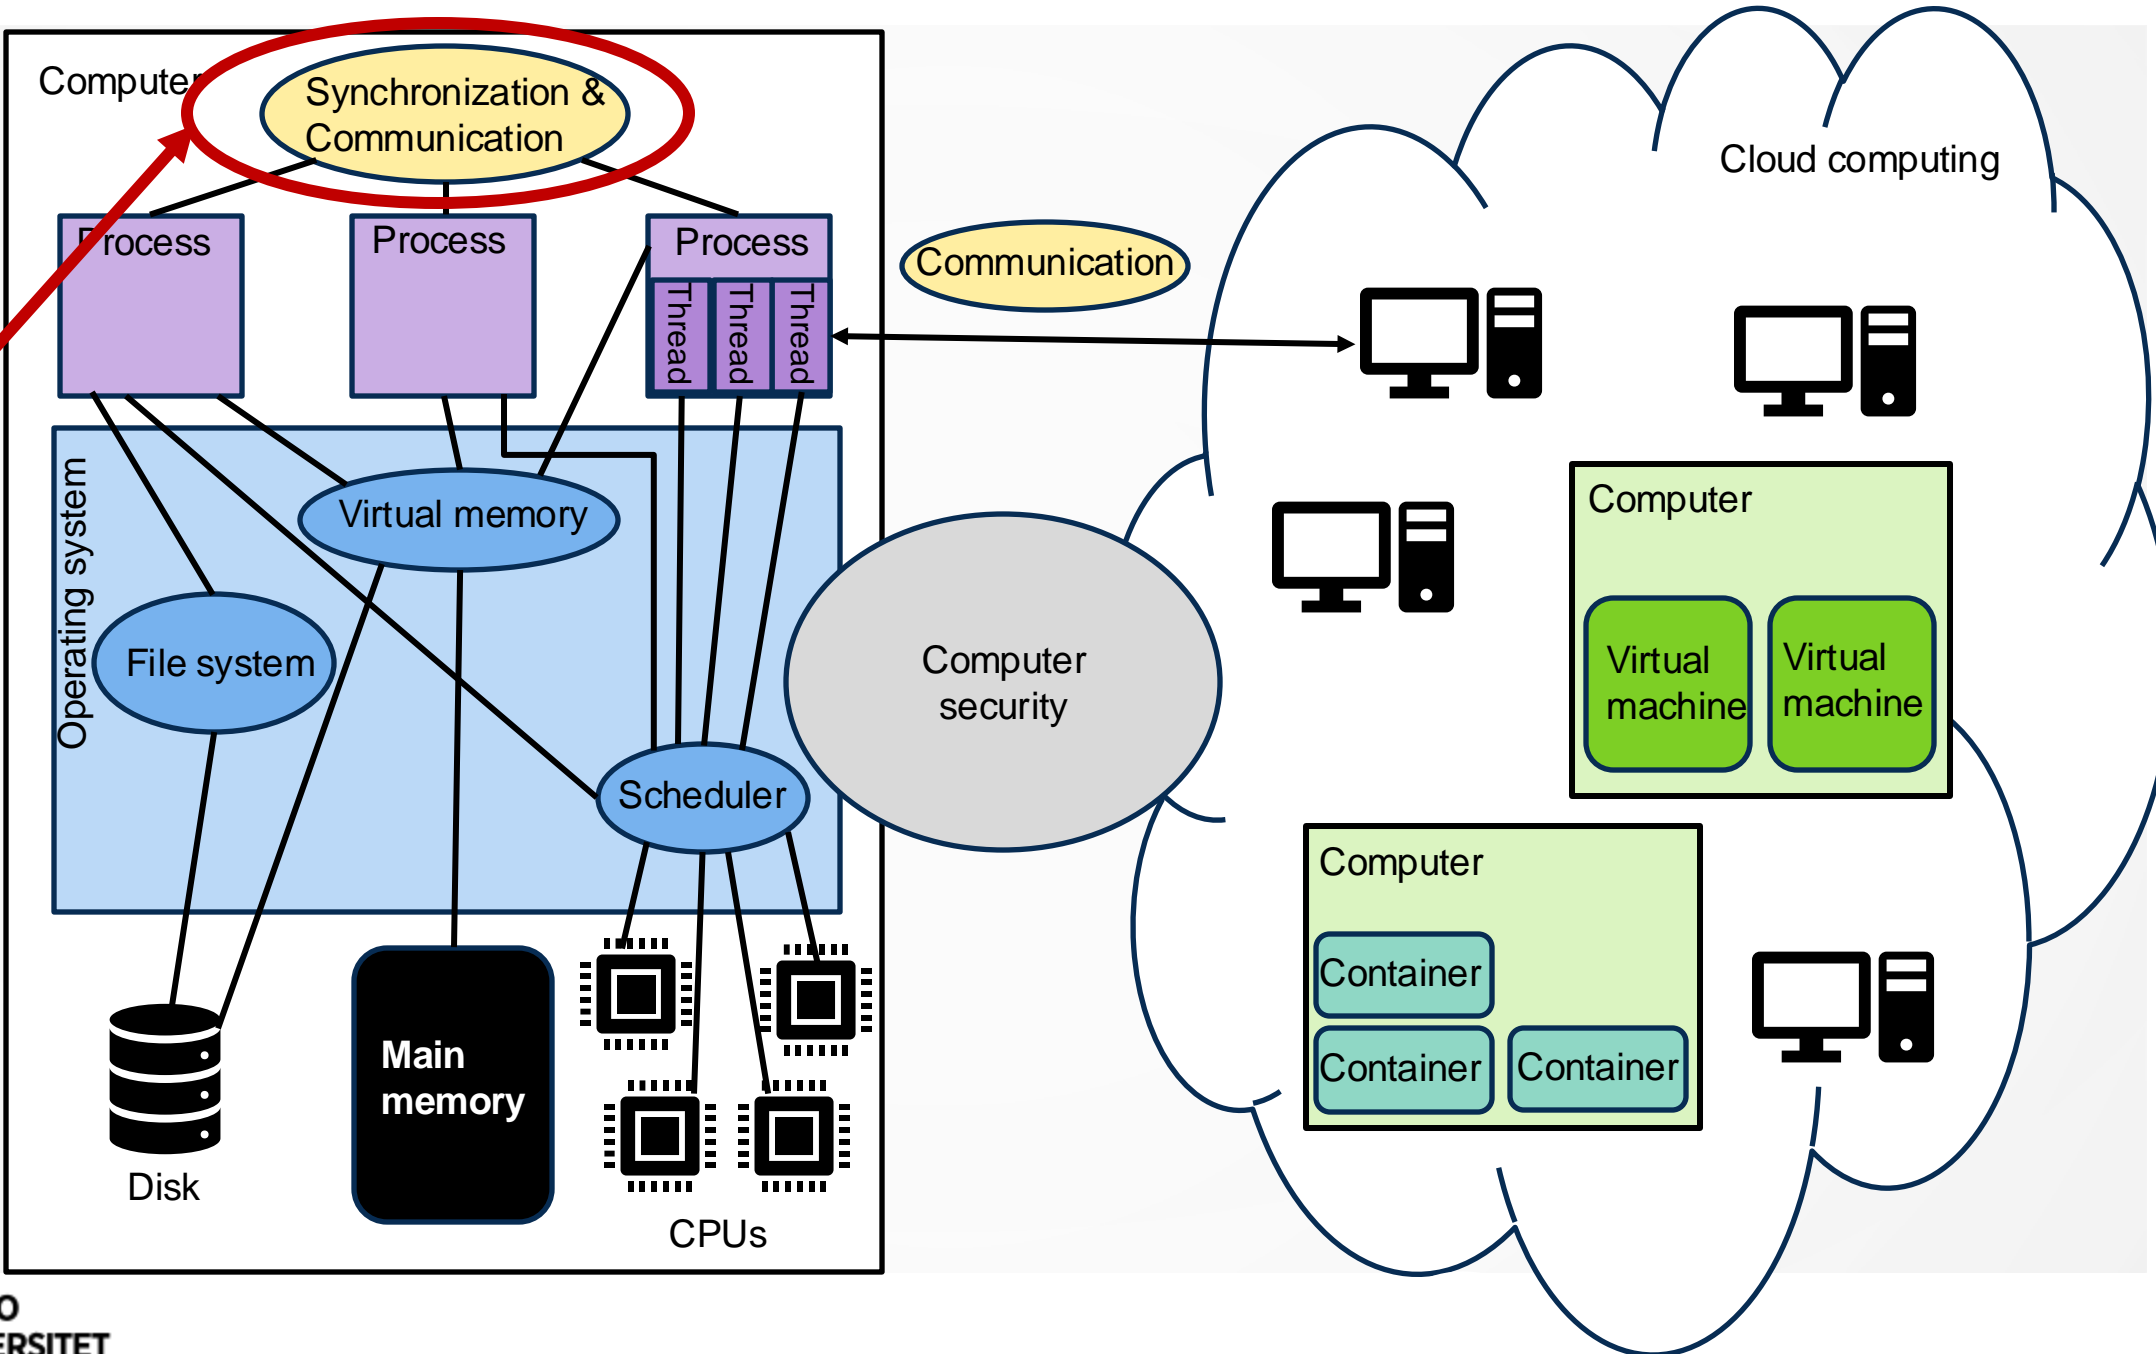 Computer
Synchronization &
Communication
Cloud computing
Process
Process
Process
Communication
Thread
Thread
Thread
Operating system
Virtual memory
File system
Scheduler
Computer
security
Computer
Virtual
machine
Virtual
machine
Computer
Container
Container
Container
Main
memory
Disk
CPUs
O
ERSITET